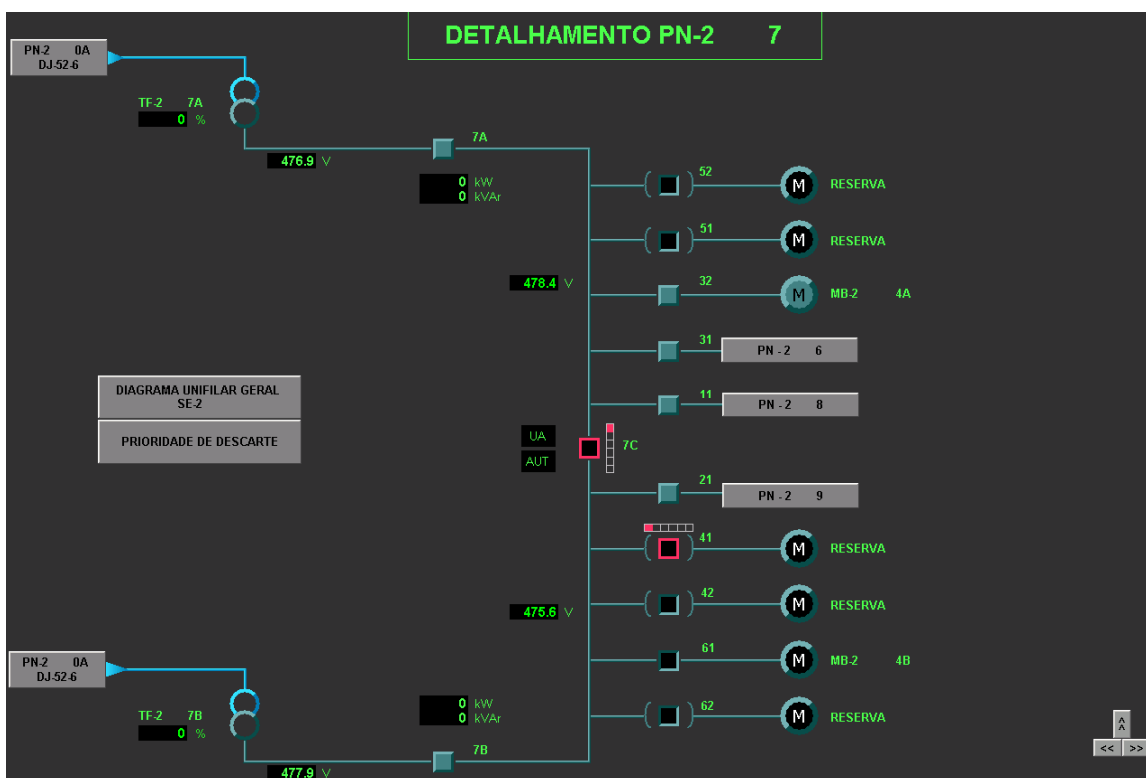 DETALHAMENTO PN-2 7
PN-2 0A
DJ-52-6
TF-2 7A
0 %
476.9 V
7A
0 kW
0 kVAr
52
M
RESERVA
51
M
RESERVA
478.4 V
32
M
MB-2 4A
31
PN - 2 6
DIAGRAMA UNIFILAR GERAL
SE-2
11
PN - 2 8
PRIORIDADE DE DESCARTE
UA
AUT
7C
21
PN - 2 9
41
M
RESERVA
475.6 V
42
M
RESERVA
61
M
MB-2 4B
PN-2 0A
DJ-52-6
TF-2 7B
0 %
0 kW
0 kVAr
62
M
RESERVA
7B
477.9 V
^
^
<< >>